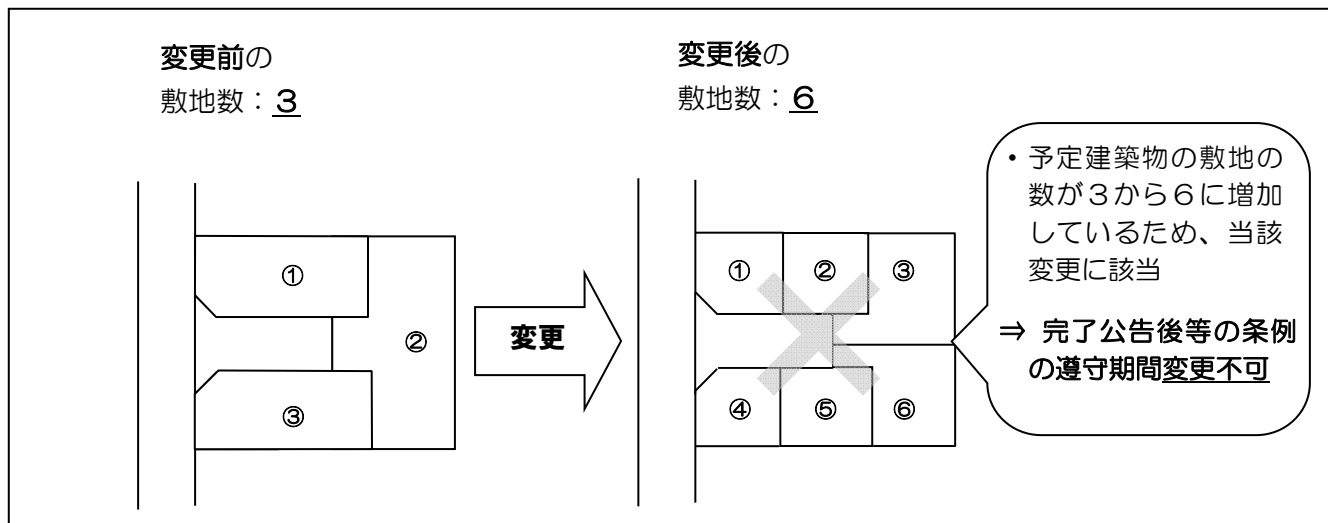 変更前の
敷地数：３
①
②
③
変更
変更後の
敷地数：６
①
②
③
④
⑤
⑥
・予定建築物の敷地の
数が３から６に増加
しているため、当該
変更に該当
⇒ 完了公告後等の条例
の遵守期間変更不可